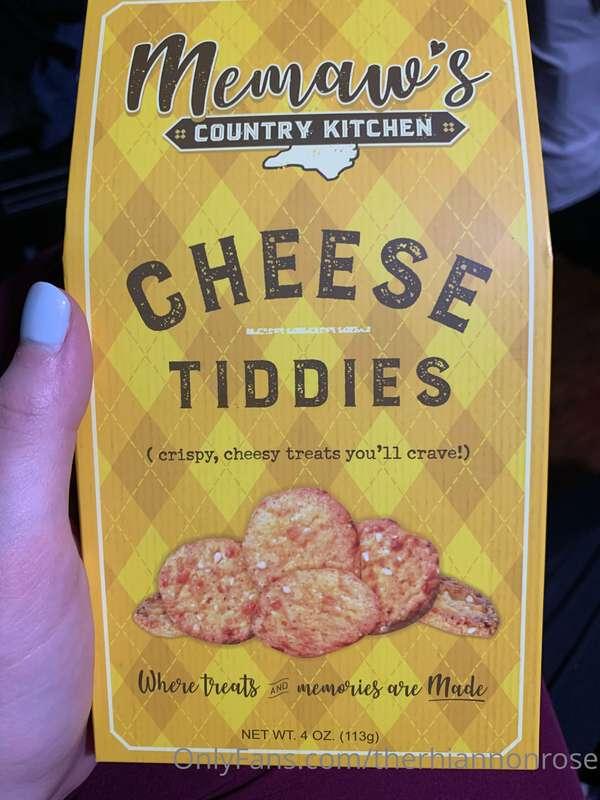 Memaw's
COUNTRY KITCHEN
CHEESE
TIDDIES
( crispy, cheesy treats you'll crave!)
Where treats AND memories are Made
NET WT. 4 OZ. (113g)
OnlyFans.com/therhiannonrose